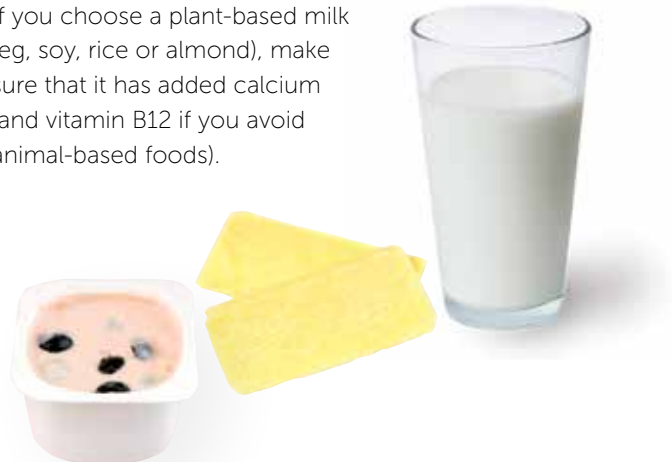 f you choose a plant-based milk
eg, soy, rice or almond), make
sure that it has added calcium
and vitamin B12 if you avoid
animal-based foods).